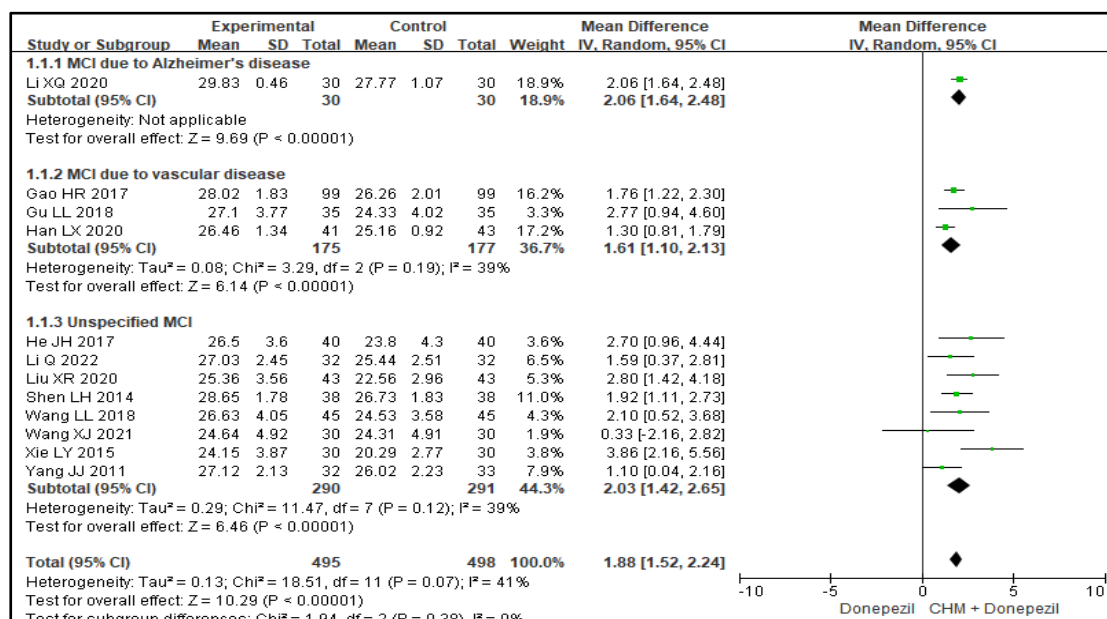 Experimental Control Mean Difference Mean Difference
Study or Subgroup Mean SD Total Mean SD Total Weight IV, Random, 95% CI IV, Random, 95% CI
1.1.1 MCI due to Alzheimer's disease
Li XQ 2020 29.83 0.46 30 27.77 1.07 30 18.9% 2.06 [1.64, 2.48]
Subtotal (95% CI) 30 30 18.9% 2.06 [1.64, 2.48]
Heterogeneity: Not applicable
Test for overall effect: Z = 9.69 (P < 0.00001)
1.1.2 MCI due to vascular disease
Gao HR 2017 28.02 1.83 99 26.26 2.01 99 16.2% 1.76 [1.22, 2.30]
Gu LL 2018 27.1 3.77 35 24.33 4.02 35 3.3% 2.77 [0.94, 4.60]
Han LX 2020 26.46 1.34 41 25.16 0.92 43 17.2% 1.30 [0.81, 1.79]
Subtotal (95% CI) 175 177 36.7% 1.61 [1.10, 2.13]
Heterogeneity: Tau² = 0.08; Chi² = 3.29, df = 2 (P = 0.19); I² = 39%
Test for overall effect: Z = 6.14 (P < 0.00001)
1.1.3 Unspecified MCI
He JH 2017 26.5 3.6 40 23.8 4.3 40 3.6% 2.70 [0.96, 4.44]
Li Q 2022 27.03 2.45 32 25.44 2.51 32 6.5% 1.59 [0.37, 2.81]
Liu XR 2020 25.36 3.56 43 22.56 2.96 43 5.3% 2.80 [1.42, 4.18]
Shen LH 2014 28.65 1.78 38 26.73 1.83 38 11.0% 1.92 [1.11, 2.73]
Wang LL 2018 26.63 4.05 45 24.53 3.58 45 4.3% 2.10 [0.52, 3.68]
Wang XJ 2021 24.64 4.92 30 24.31 4.91 30 1.9% 0.33 [-2.16, 2.82]
Xie LY 2015 24.15 3.87 30 20.29 2.77 30 3.8% 3.86 [2.16, 5.56]
Yang JJ 2011 27.12 2.13 32 26.02 2.23 33 7.9% 1.10 [0.04, 2.16]
Subtotal (95% CI) 290 291 44.3% 2.03 [1.42, 2.65]
Heterogeneity: Tau² = 0.29; Chi² = 11.47, df = 7 (P = 0.12); I² = 39%
Test for overall effect: Z = 6.46 (P < 0.00001)
Total (95% CI) 495 498 100.0% 1.88 [1.52, 2.24]
Heterogeneity: Tau² = 0.13; Chi² = 18.51, df = 11 (P = 0.07); I² = 41%
Test for overall effect: Z = 10.29 (P < 0.00001)
Test for subgroup differences: Chi² = 1.94, df = 2 (P = 0.38), I² = 0%
-10 -5 0 5 10
Donepezil CHM + Donepezil